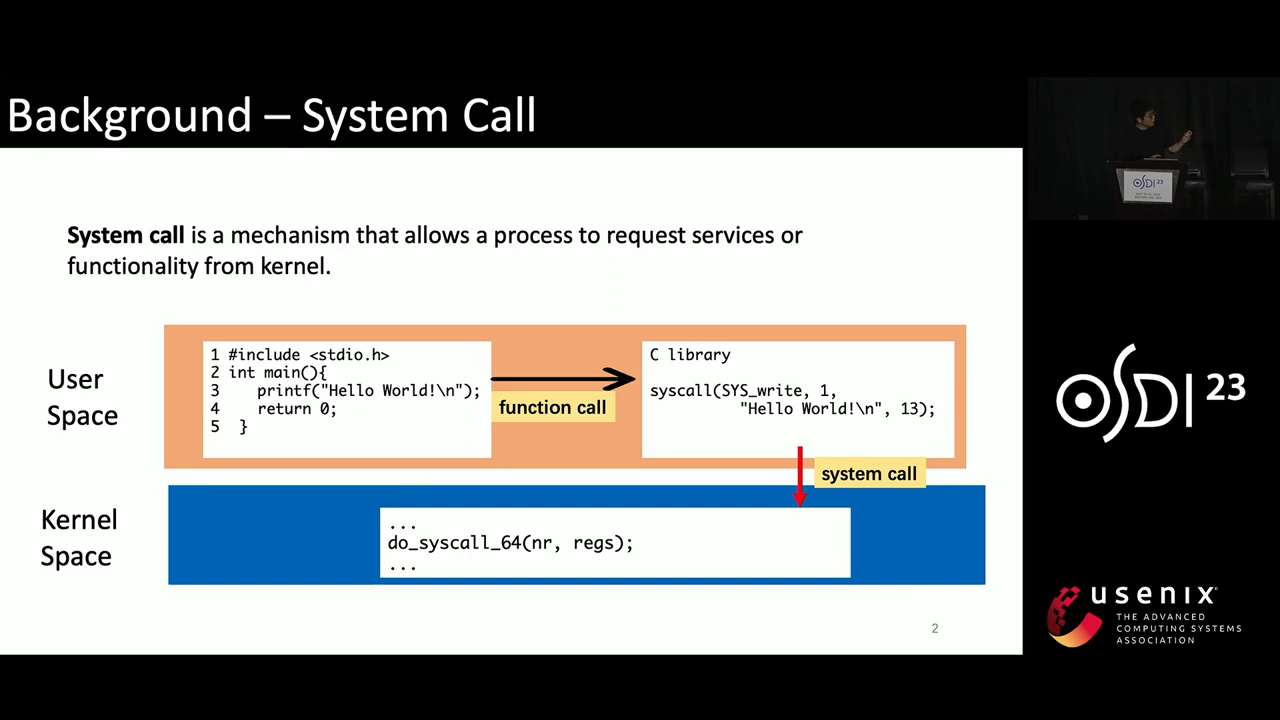 Background – System Call
System call is a mechanism that allows a process to request services or
functionality from kernel.
User
Space
1 #include <stdio.h>
2 int main(){
3    printf("Hello World!\n");
4    return 0;
5  }
function call
C library
syscall(SYS_write, 1,
"Hello World!\n", 13);
system call
Kernel
Space
...
do_syscall_64(nr, regs);
...
2
OSDI 23
OSDI 23
usenix
THE ADVANCED
COMPUTING SYSTEMS
ASSOCIATION